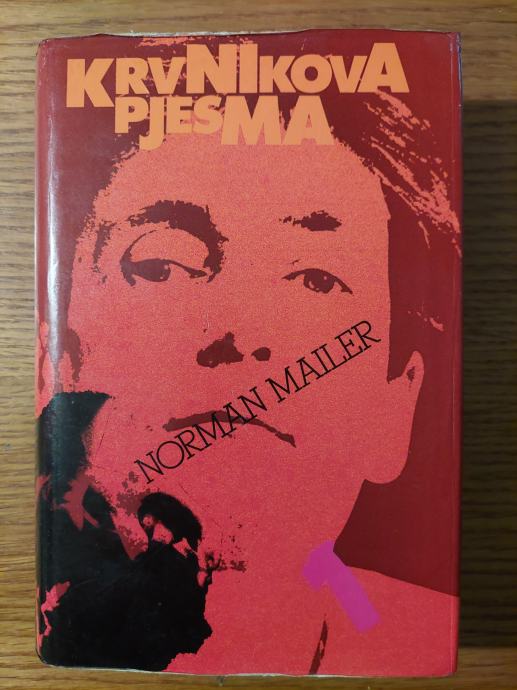 KRVNIKOVA
PJESMA
NORMAN MAILER
1